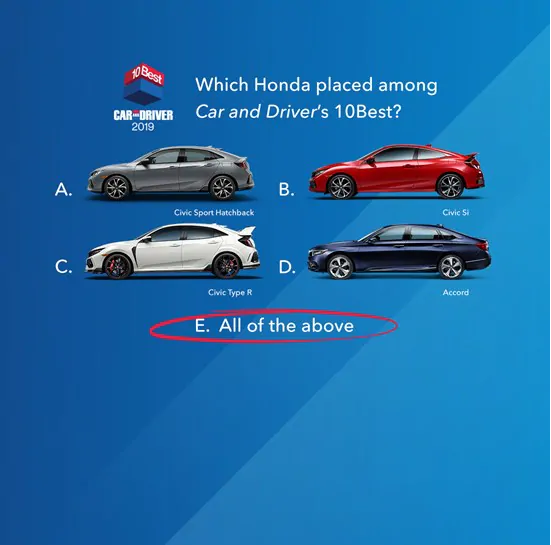 10Best
CAR AND DRIVER
2019
Which Honda placed among
Car and Driver's 10Best?
A.
Civic Sport Hatchback
B.
Civic Si
C.
Civic Type R
D.
Accord
E. All of the above